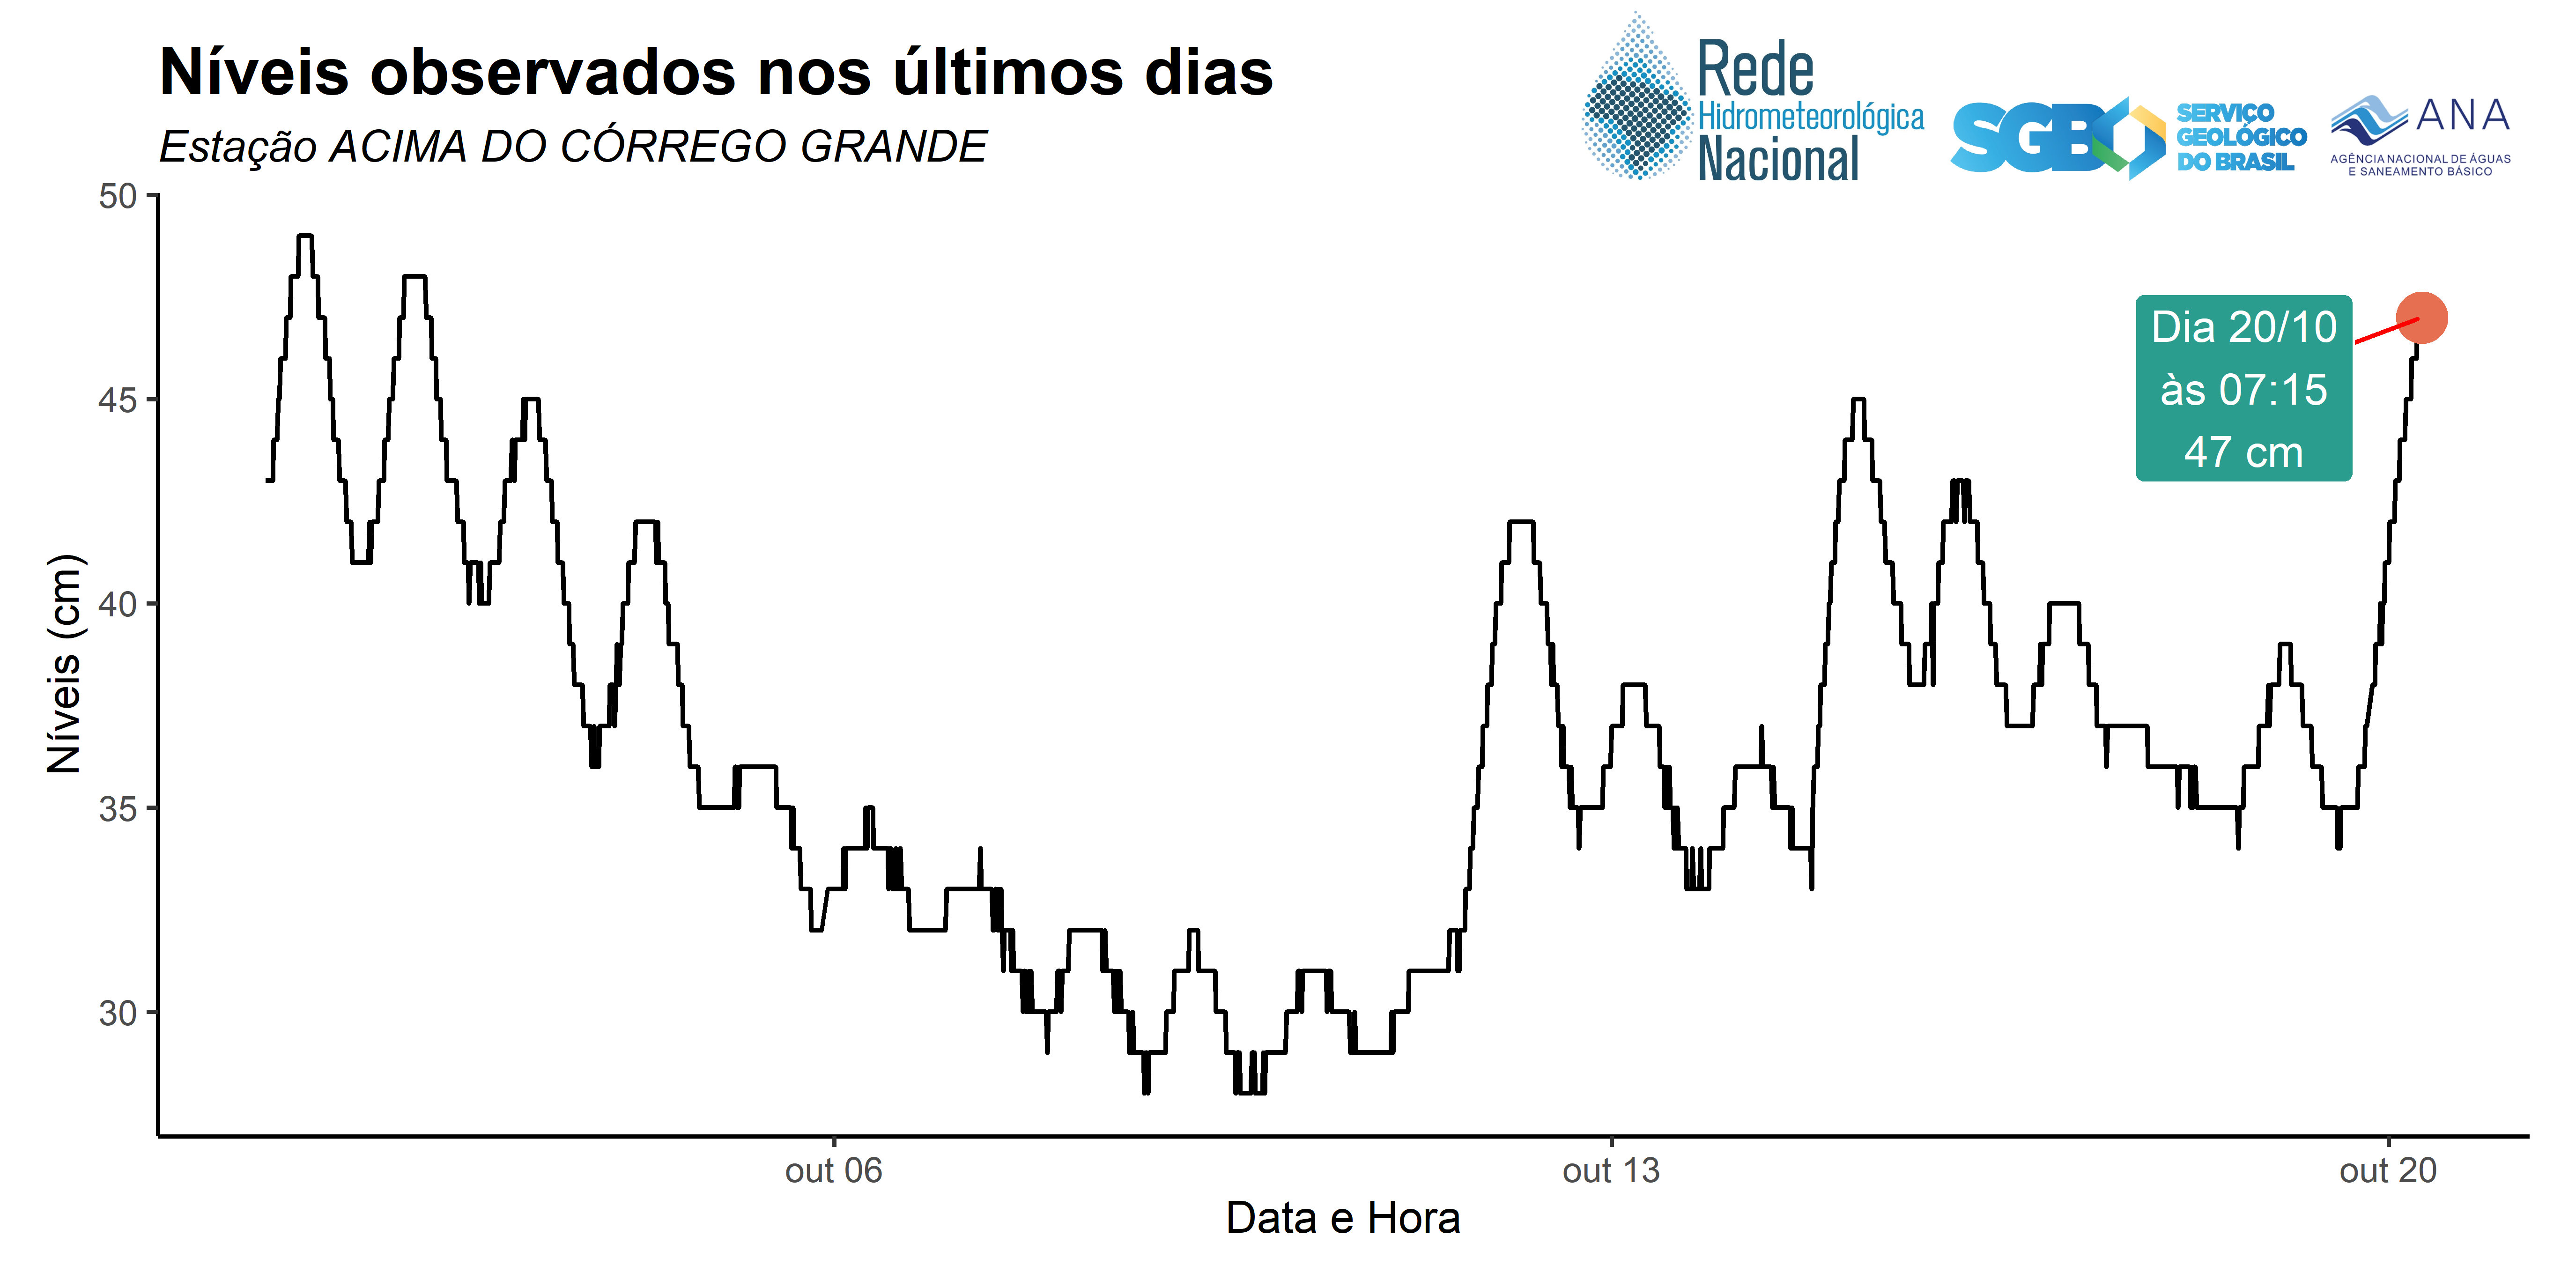 Níveis observados nos últimos dias
Estação ACIMA DO CÓRREGO GRANDE
Rede
Hidrometeorológica
Nacional
SGB
SERVIÇO
GEOLÓGICO
DO BRASIL
ANA
AGÊNCIA NACIONAL DE ÁGUAS
E SANEAMENTO BÁSICO
50
45
40
35
30
Níveis (cm)
Dia 20/10
às 07:15
47 cm
out 06
out 13
out 20
Data e Hora